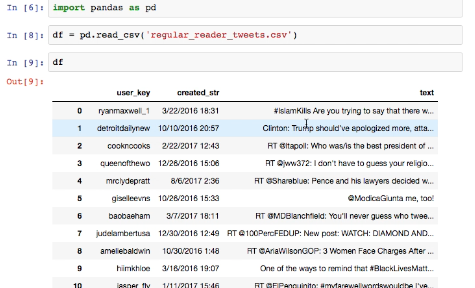 In [6]: import pandas as pd
In [8]: df = pd.read_csv('regular_reader_tweets.csv')
In [9]: df
Out[9]:
user_key created_str text
0 ryanmaxwell_1 3/22/2016 18:31 #IslamKills Are you trying to say that there w...
1 detroitdailynew 10/10/2016 20:57 Clinton: Trump should've apologized more, atta...
2 cookncooks 2/22/2017 12:43 RT @ltapoll: Who was/is the best president of ...
3 queenofthewo 12/26/2016 15:06 RT @jww372: I don't have to guess your religio...
4 mrclydepratt 8/6/2017 2:36 RT @Shareblue: Pence and his lawyers decided w...
5 giselleevns 10/26/2016 15:33 @ModicaGiunta me, too!
6 baobaeham 3/7/2017 18:11 RT @MDBlanchfield: You'll never guess who twee...
7 judelambertusa 12/30/2016 12:49 RT @100PercFEDUP: New post: WATCH: DIAMOND AND...
8 ameliebaldwin 10/30/2016 1:48 RT @AriaWilsonGOP: 3 Women Face Charges After ...
9 hiimkhloe 3/16/2016 19:07 One of the ways to remind that #BlackLivesMatt...
10 jasper_fly 1/11/2017 15:46 RT @ElPenquinito: #myfarewellwordswouldbe I've...